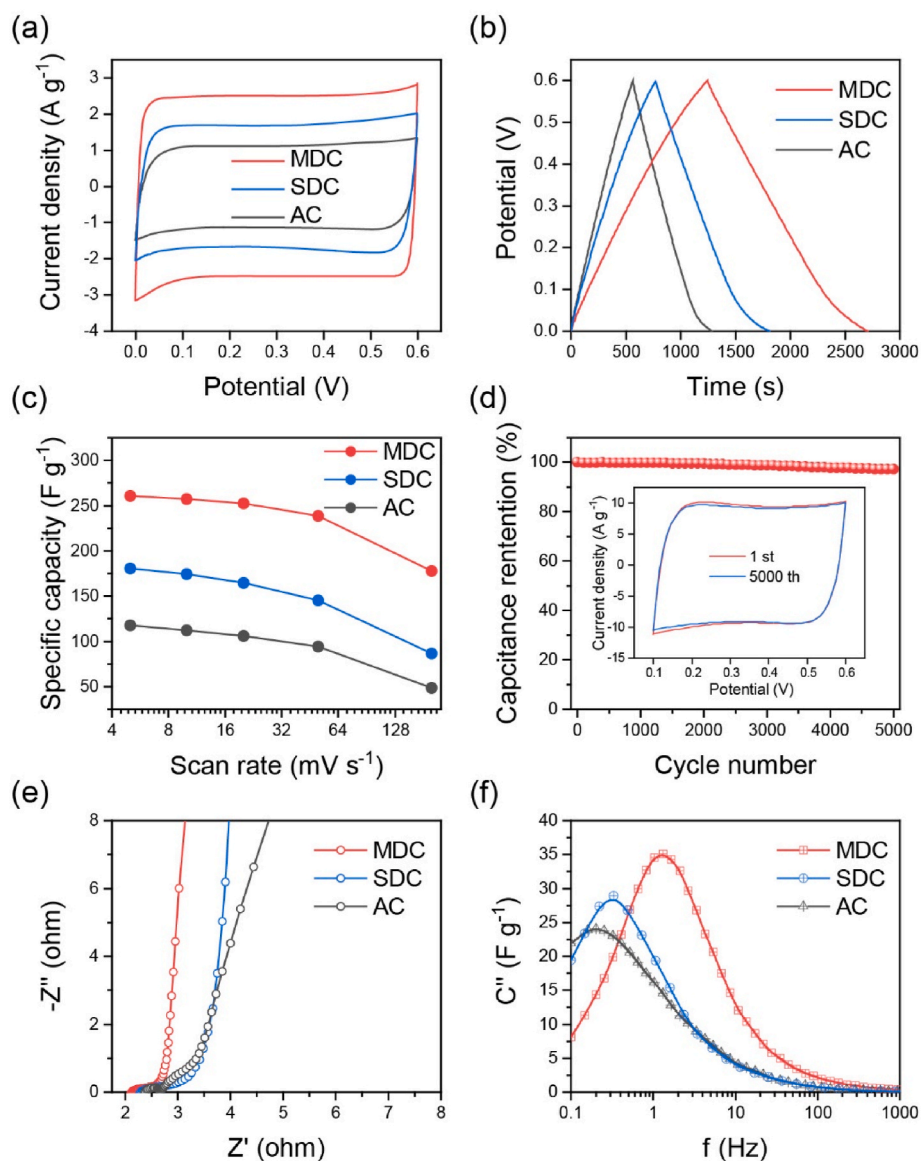 (a)
Current density (A g⁻¹)
3
2
1
0
-1
-2
-3
-4
MDC
SDC
AC
0.0 0.1 0.2 0.3 0.4 0.5 0.6
Potential (V)
(b)
Potential (V)
0.6
0.5
0.4
0.3
0.2
0.1
0.0
MDC
SDC
AC
0 500 1000 1500 2000 2500 3000
Time (s)
(c)
Specific capacity (F g⁻¹)
300
250
200
150
100
50
MDC
SDC
AC
4 8 16 32 64 128
Scan rate (mV s⁻¹)
(d)
Capcitance rentention (%)
100
80
60
40
20
0
Current density (A g⁻¹)
10
5
0
-5
-10
-15
1 st
5000 th
0.1 0.2 0.3 0.4 0.5 0.6
Potential (V)
0 1000 2000 3000 4000 5000
Cycle number
(e)
-Z'' (ohm)
8
6
4
2
0
MDC
SDC
AC
2 3 4 5 6 7 8
Z' (ohm)
(f)
C'' (F g⁻¹)
40
35
30
25
20
15
10
5
0
MDC
SDC
AC
0.1 1 10 100 1000
f (Hz)